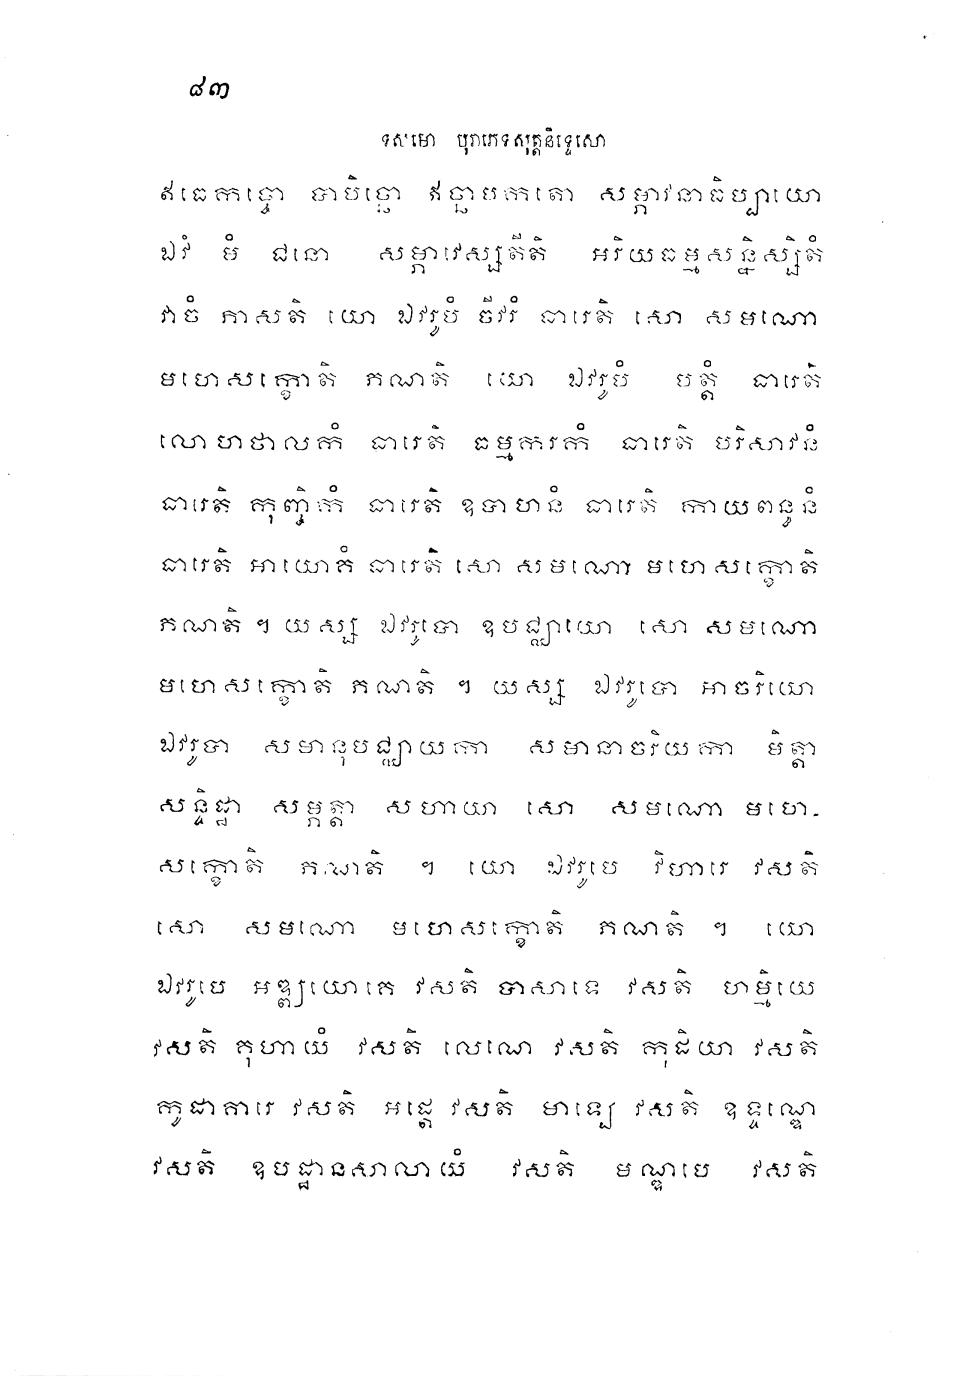 ៨៣
ទសមោ បុរាភេទសុត្តនិទ្ទេសោ
ឥធេកច្ចោ បាបិច្ឆោ ឥច្ឆាបកតោ សម្ភាវនាធិប្បាយោ
ឯវំ មំ ជនោ សម្ភាវេស្សតីតិ អរិយធម្មសន្និស្សិតំ
វាចំ ភាសតិ យោ ឯវរូបំ ចីវរំ ធារេតិ សោ សមណោ
មហេសក្ខោតិ ភណតិ យោ ឯវរូបំ បត្តំ ធារេតិ
លោហថាលកំ ធារេតិ ធម្មករកំ ធារេតិ បរិសាវនំ
ធារេតិ កុញ្ចិកំ ធារេតិ ឧបាហនំ ធារេតិ កាយពន្ធនំ
ធារេតិ អាយោគំ ធារេតិ សោ សមណោ មហេសក្ខោតិ
ភណតិ ។ យស្ស ឯវរូបោ ឧបជ្ឈាយោ សោ សមណោ
មហេសក្ខោតិ ភណតិ ។ យស្ស ឯវរូបោ អាចរិយោ
ឯវរូបា សមានុបជ្ឈាយកា សមានាចរិយកា មិត្តា
សន្ទិដ្ឋា សម្ភត្តា សហាយា សោ សមណោ មហេ-
សក្ខោតិ ភណតិ ។ យោ ឯវរូបេ វិហារេ វសតិ
សោ សមណោ មហេសក្ខោតិ ភណតិ ។ យោ
ឯវរូបេ អឌ្ឍយោគេ វសតិ បាសាទេ វសតិ ហម្មិយេ
វសតិ គុហាយំ វសតិ លេណេ វសតិ កុដិយា វសតិ
កូដាគារេ វសតិ អដ្តេ វសតិ មាឡេ វសតិ ឧទ្ទណ្ឌេ
វសតិ ឧបដ្ឋានសាលាយំ វសតិ មណ្ឌបេ វសតិ